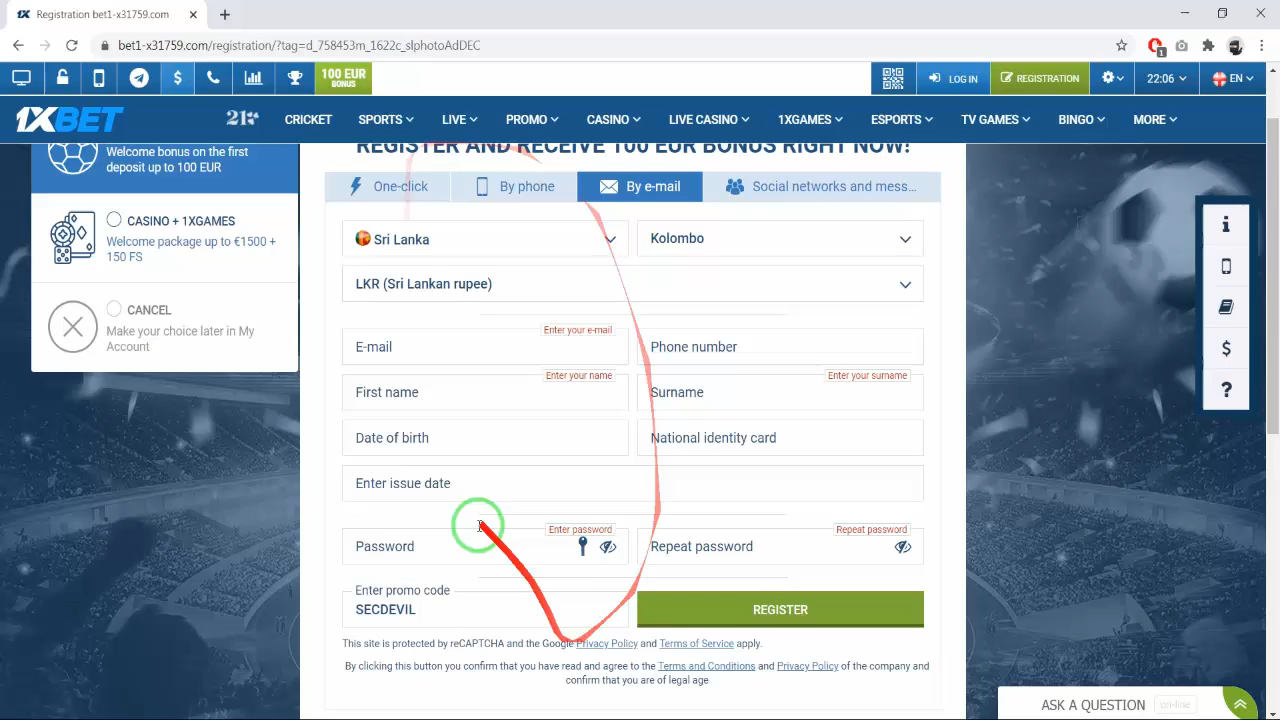 Registration bet1-x31759.com
bet1-x31759.com/registration/?tag=d_758453m_1622c_slphotoAdDEC
1
100 EUR
BONUS
LOG IN
REGISTRATION
22:06
EN
1XBET
21
CRICKET
SPORTS
LIVE
PROMO
CASINO
LIVE CASINO
1XGAMES
ESPORTS
TV GAMES
BINGO
MORE
REGISTER AND RECEIVE 100 EUR BONUS RIGHT NOW!
Welcome bonus on the first
deposit up to 100 EUR
CASINO + 1XGAMES
Welcome package up to €1500 +
150 FS
CANCEL
Make your choice later in My
Account
One-click
By phone
By e-mail
Social networks and mess...
Sri Lanka
Kolombo
LKR (Sri Lankan rupee)
Enter your e-mail
E-mail
Phone number
Enter your name
First name
Enter your surname
Surname
Date of birth
National identity card
Enter issue date
Enter password
Password
Repeat password
Repeat password
Enter promo code
SECDEVIL
REGISTER
This site is protected by reCAPTCHA and the Google Privacy Policy and Terms of Service apply.
By clicking this button you confirm that you have read and agree to the Terms and Conditions and Privacy Policy of the company and
confirm that you are of legal age
ASK A QUESTION
on-line